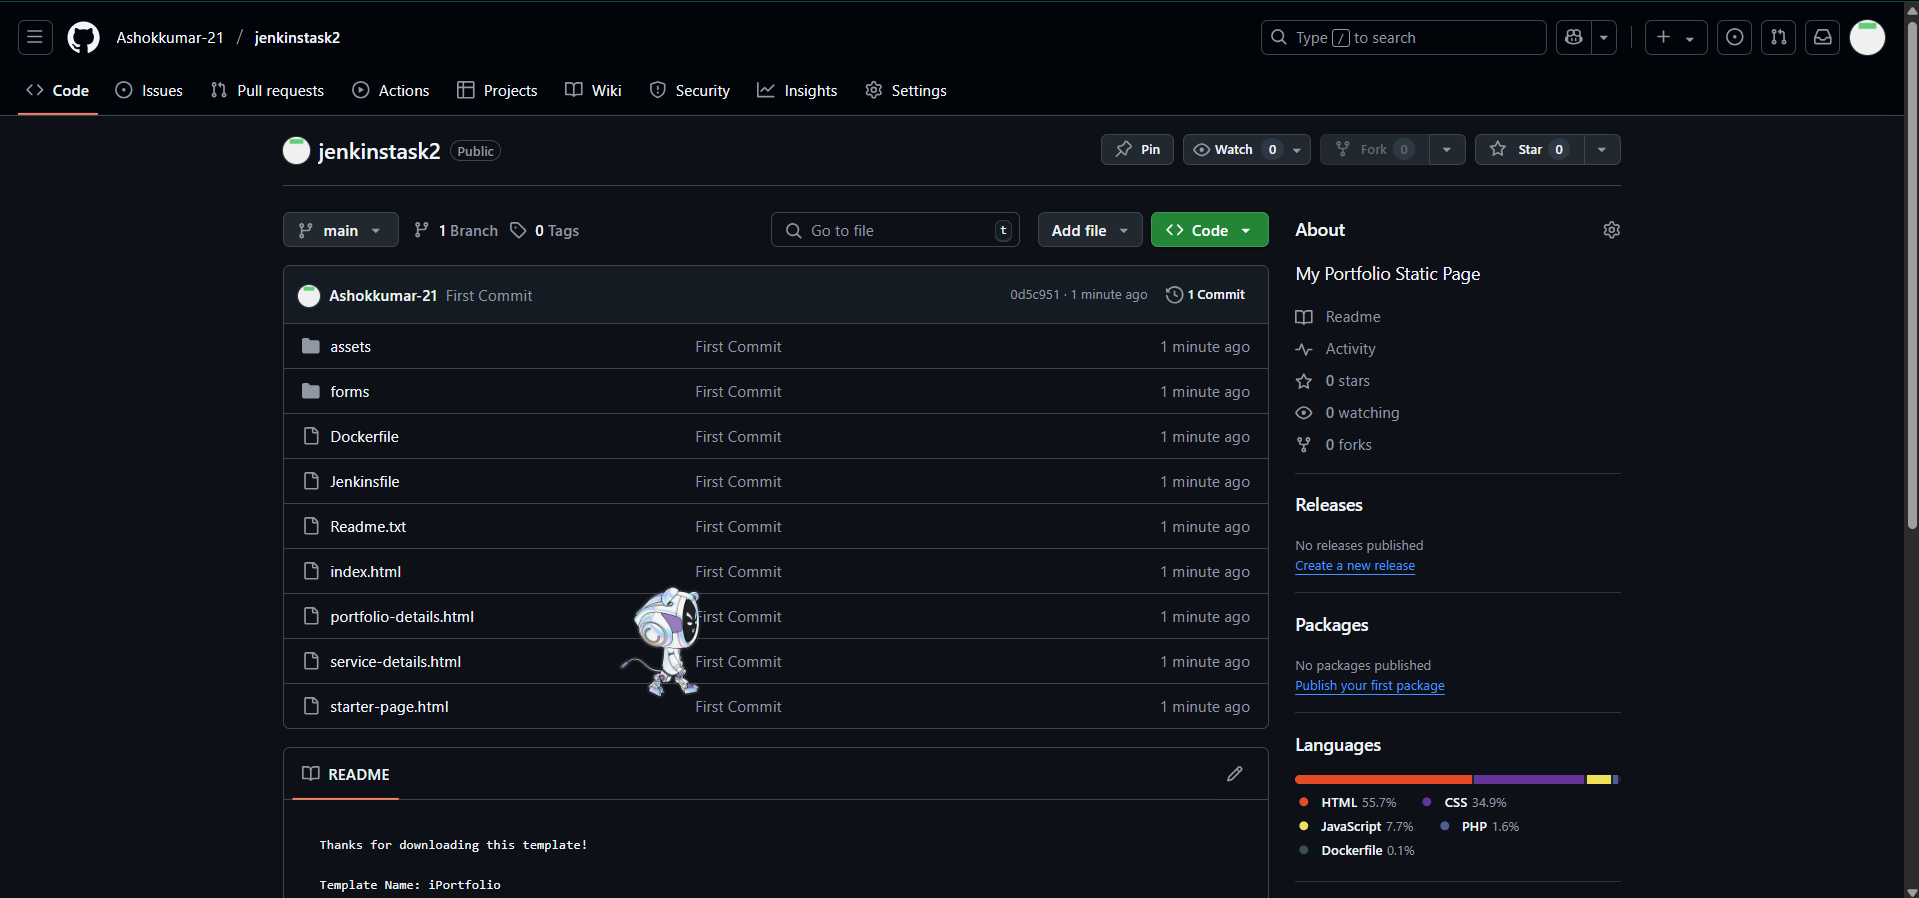 Ashokkumar-21 / jenkinstask2
Type / to search
Code
Issues
Pull requests
Actions
Projects
Wiki
Security
Insights
Settings
jenkinstask2 Public
Pin
Watch 0
Fork 0
Star 0
main
1 Branch
0 Tags
Go to file t
Add file
Code
Ashokkumar-21 First Commit 0d5c951 · 1 minute ago 1 Commit
assets First Commit 1 minute ago
forms First Commit 1 minute ago
Dockerfile First Commit 1 minute ago
Jenkinsfile First Commit 1 minute ago
Readme.txt First Commit 1 minute ago
index.html First Commit 1 minute ago
portfolio-details.html First Commit 1 minute ago
service-details.html First Commit 1 minute ago
starter-page.html First Commit 1 minute ago
README
Thanks for downloading this template!
Template Name: iPortfolio
About
My Portfolio Static Page
Readme
Activity
0 stars
0 watching
0 forks
Releases
No releases published
Create a new release
Packages
No packages published
Publish your first package
Languages
HTML 55.7% CSS 34.9%
JavaScript 7.7% PHP 1.6%
Dockerfile 0.1%